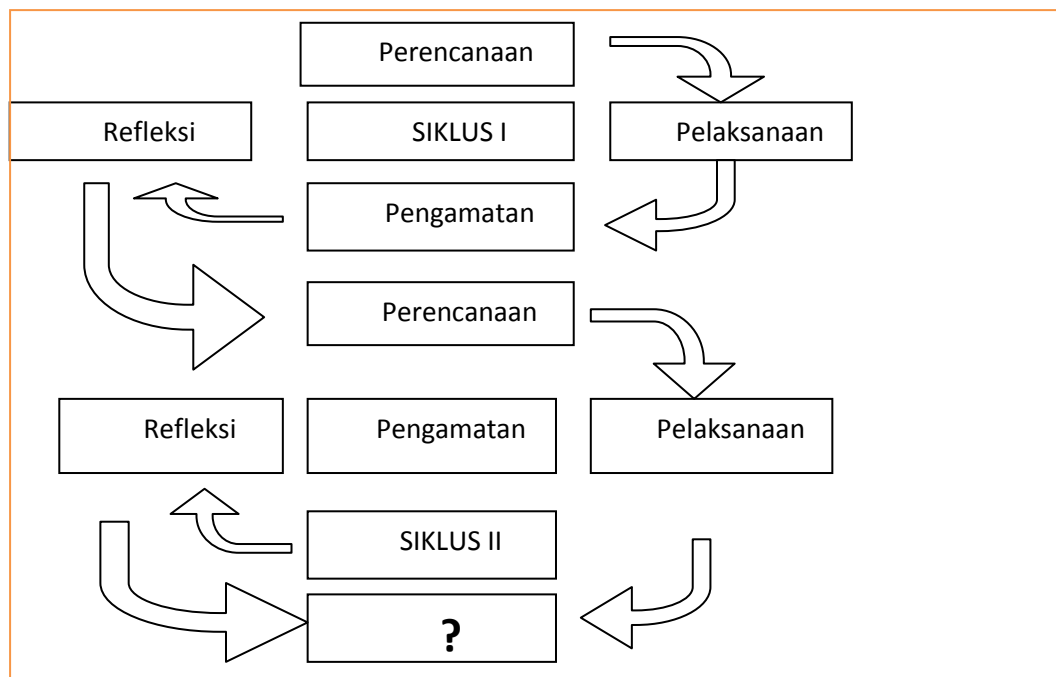 Perencanaan
Refleksi
SIKLUS I
Pelaksanaan
Pengamatan
Perencanaan
Refleksi
Pengamatan
Pelaksanaan
SIKLUS II
?